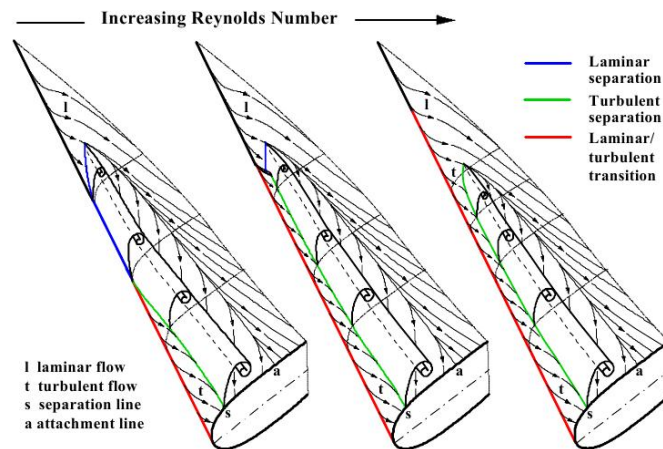 Increasing Reynolds Number
Laminar
separation
Turbulent
separation
Laminar/
turbulent
transition
l
l
l
t
t
s
a
t
s
a
t
s
a
l laminar flow
t turbulent flow
s separation line
a attachment line